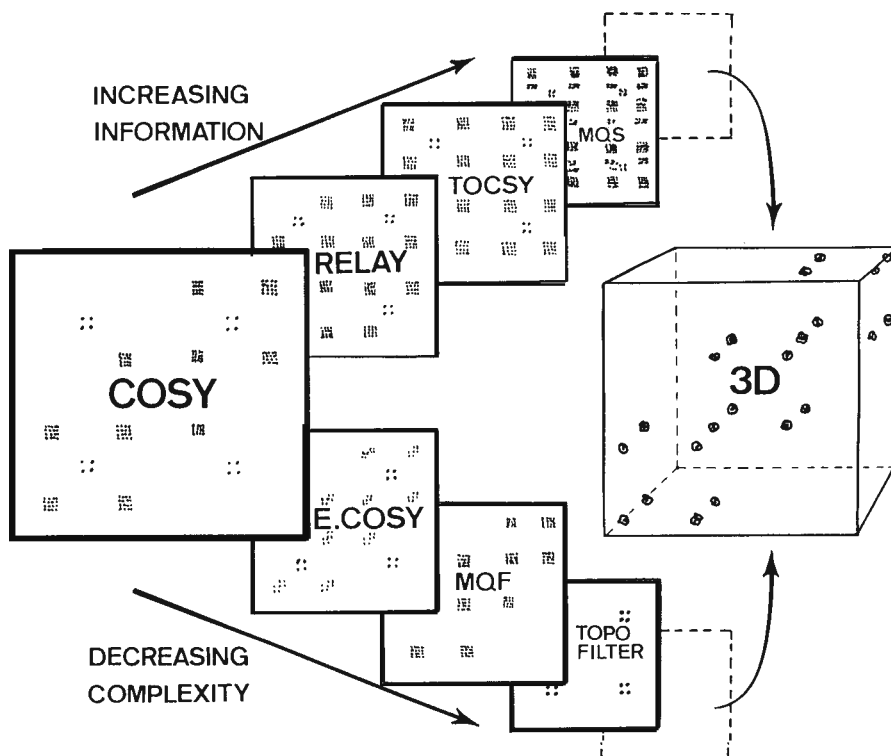 INCREASING
INFORMATION
MQS
TOCSY
RELAY
COSY
3D
E.COSY
MQF
TOPO
FILTER
DECREASING
COMPLEXITY